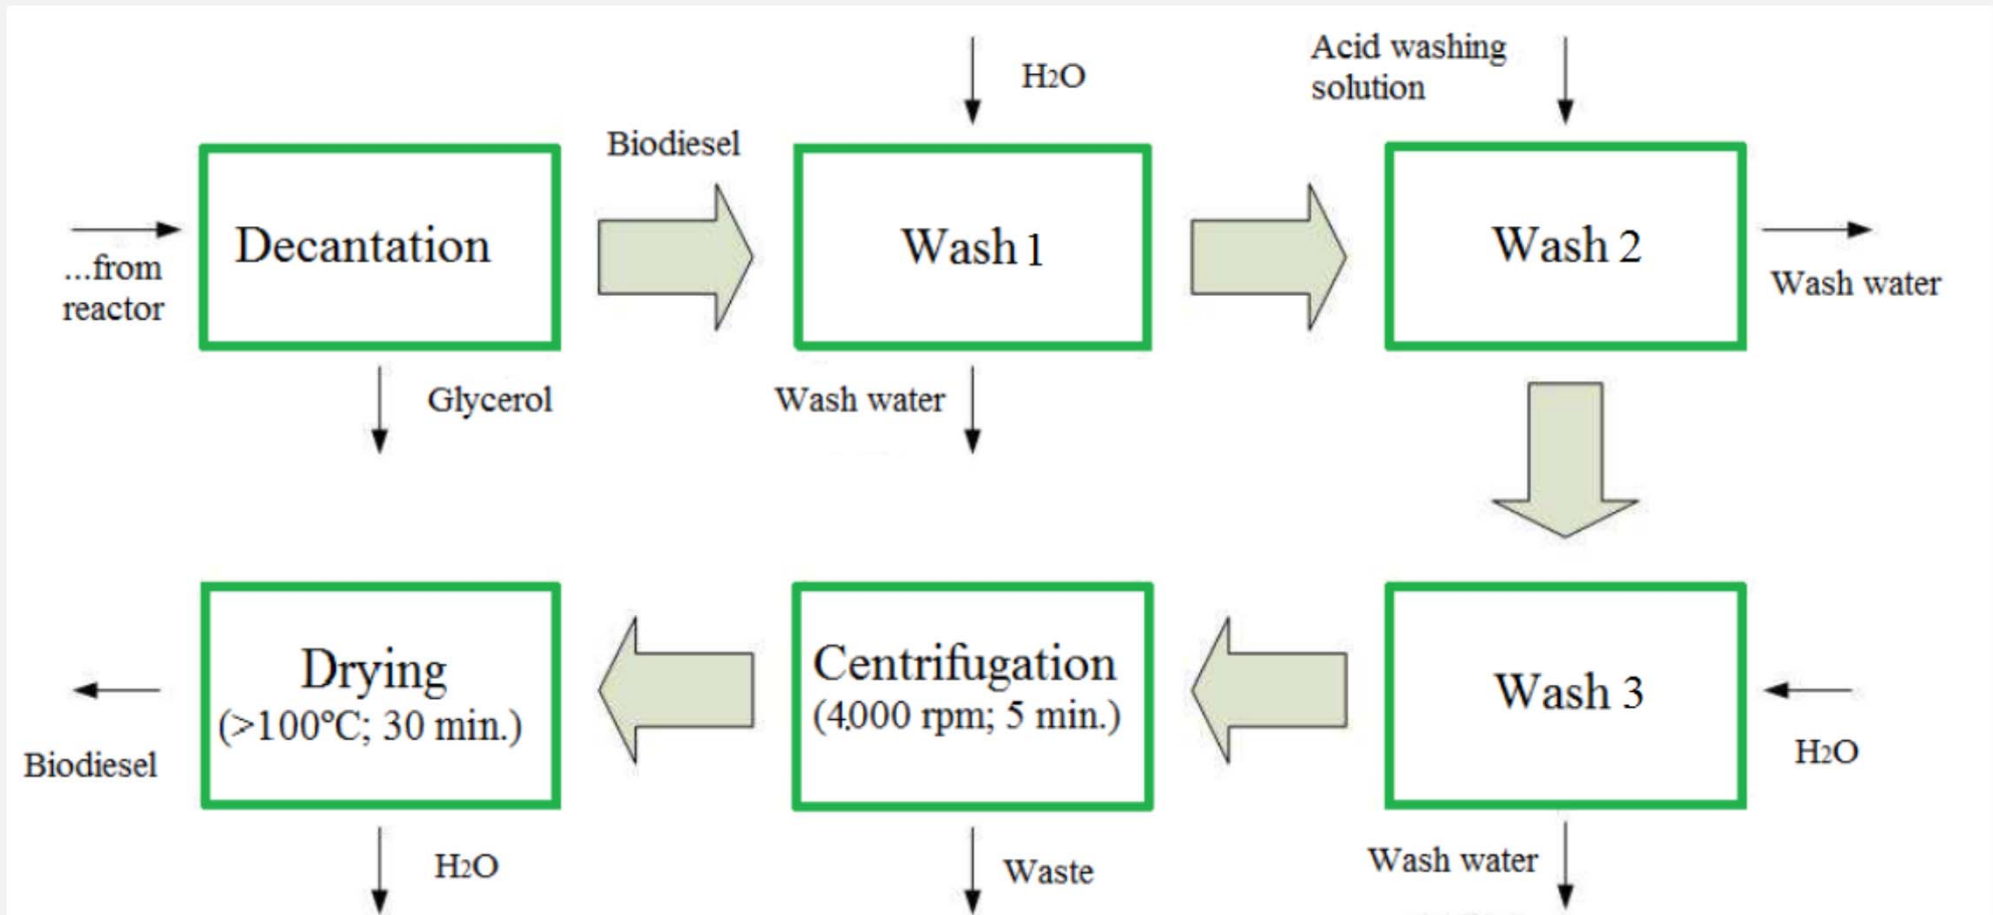 H2O
Acid washing
solution
Biodiesel
...from
reactor
Decantation
Wash 1
Wash 2
Wash water
Glycerol
Wash water
Drying
(>100ºC; 30 min.)
Centrifugation
(4.000 rpm; 5 min.)
Wash 3
Biodiesel
H2O
H2O
Waste
Wash water